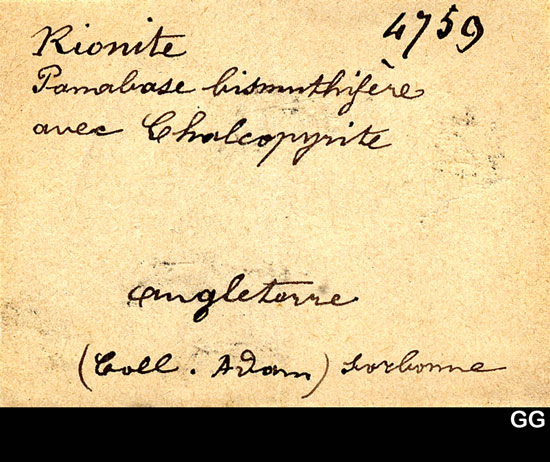 4759
Rionite
Panabase bismuthifère
avec Chalcopyrite
Angleterre
(Coll. Adam) Sorbonne
GG